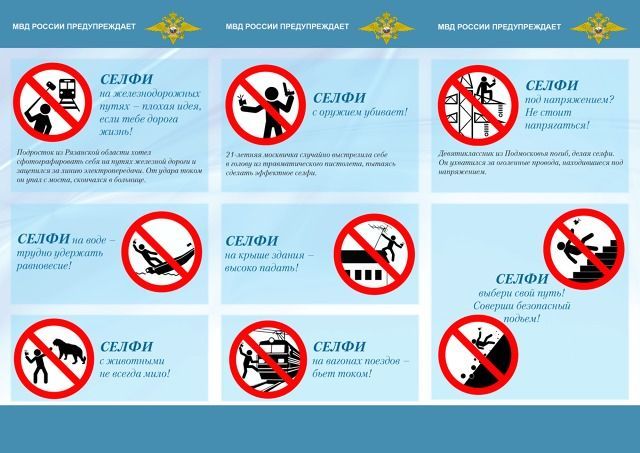 МВД РОССИИ ПРЕДУПРЕЖДАЕТ
СЕЛФИ
на железнодорожных
путях – плохая идея,
если тебе дорога
жизнь!
Подросток из Рязанской области хотел
сфотографировать себя на путях железной дороги и
зацепился за линию электропередачи. От удара током
он упал с моста, скончался в больнице.
СЕЛФИ на воде –
трудно удержать
равновесие!
СЕЛФИ
с животными
не всегда мило!
МВД РОССИИ ПРЕДУПРЕЖДАЕТ
СЕЛФИ
с оружием убивает!
21-летняя москвичка случайно выстрелила себе
в голову из травматического пистолета, пытаясь
сделать эффектное селфи.
СЕЛФИ
на крыше здания –
высоко падать!
СЕЛФИ
на вагонах поездов –
бьет током!
МВД РОССИИ ПРЕДУПРЕЖДАЕТ
СЕЛФИ
под напряжением?
Не стоит
напрягаться!
Девятиклассник из Подмосковья погиб, делая селфи.
Он ухватился за оголенные провода, находившиеся под
напряжением.
СЕЛФИ
выбери свой путь!
Соверши безопасный
подъем!